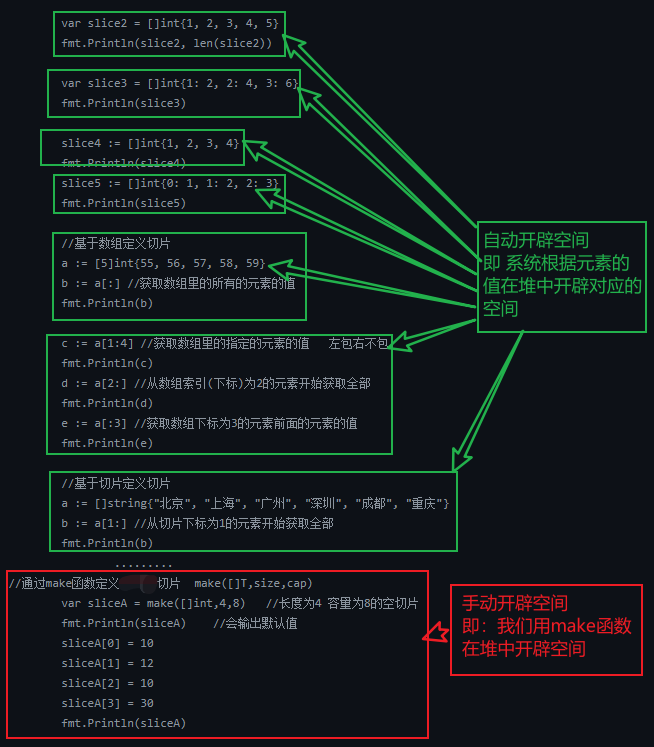 var slice2 = []int{1, 2, 3, 4, 5}
fmt.Println(slice2, len(slice2))
var slice3 = []int{1: 2, 2: 4, 3: 6}
fmt.Println(slice3)
slice4 := []int{1, 2, 3, 4}
fmt.Println(slice4)
slice5 := []int{0: 1, 1: 2, 2: 3}
fmt.Println(slice5)
//基于数组定义切片
a := [5]int{55, 56, 57, 58, 59}
b := a[:] //获取数组里的所有的元素的值
fmt.Println(b)
c := a[1:4] //获取数组里的指定的元素的值 左包右不包
fmt.Println(c)
d := a[2:] //从数组索引(下标)为2的元素开始获取全部
fmt.Println(d)
e := a[:3] //获取数组下标为3的元素前面的元素的值
fmt.Println(e)
//基于切片定义切片
a := []string{"北京", "上海", "广州", "深圳", "成都", "重庆"}
b := a[1:] //从切片下标为1的元素开始获取全部
fmt.Println(b)
.........
//通过make函数定义 切片 make([]T,size,cap)
var sliceA = make([]int,4,8) //长度为4 容量为8的空切片
fmt.Println(sliceA) //会输出默认值
sliceA[0] = 10
sliceA[1] = 12
sliceA[2] = 10
sliceA[3] = 30
fmt.Println(sliceA)
自动开辟空间
即 系统根据元素的
值在堆中开辟对应的
空间
手动开辟空间
即：我们用make函数
在堆中开辟空间